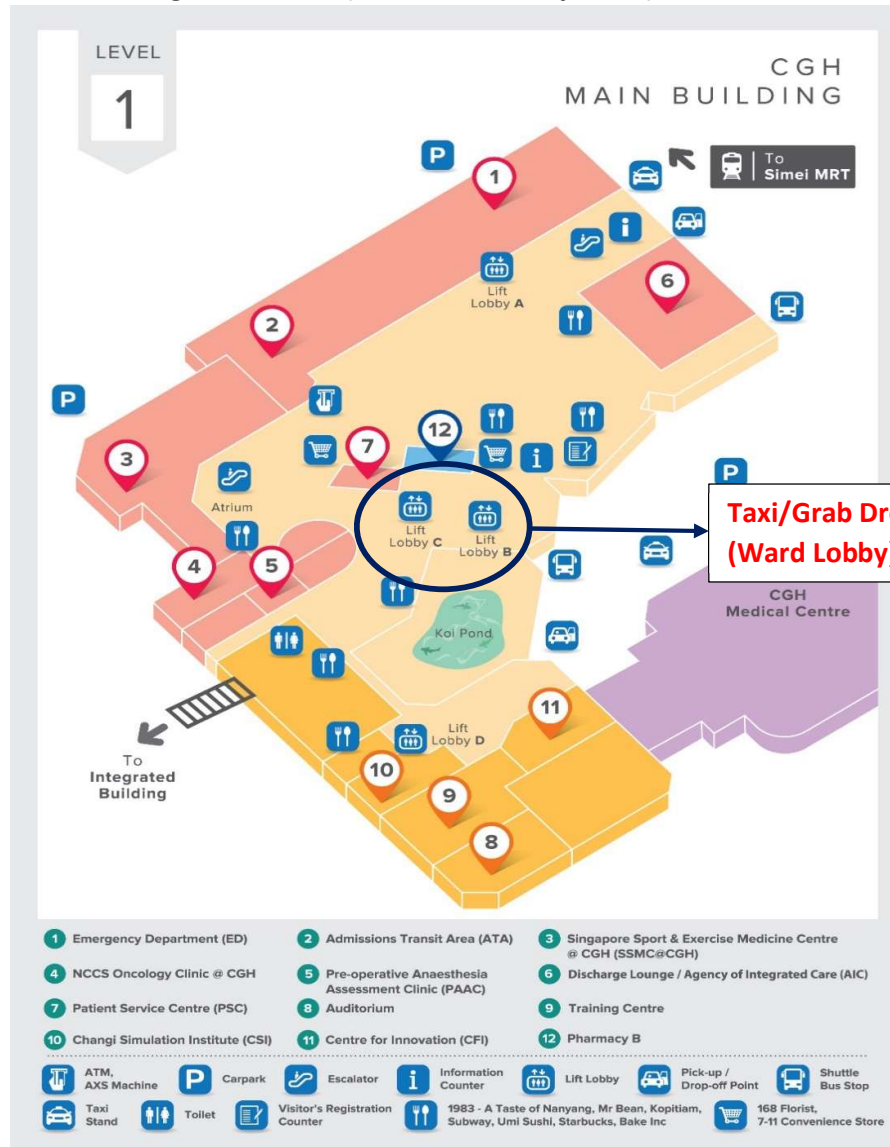 LEVEL
1
CGH
MAIN BUILDING
To
Simei MRT
P
1
i
6
Lift
Lobby A
2
P
12
7
3
i
P
Atrium
Lift
Lobby C
Lift
Lobby B
Taxi/Grab Dr
(Ward Lobby)
4
5
CGH
Medical Centre
Koi Pond
11
Lift
Lobby D
To
Integrated
Building
10
9
8
1 Emergency Department (ED)
2 Admissions Transit Area (ATA)
3 Singapore Sport & Exercise Medicine Centre
@ CGH (SSMC@CGH)
4 NCCS Oncology Clinic @ CGH
5 Pre-operative Anaesthesia
Assessment Clinic (PAAC)
6 Discharge Lounge / Agency of Integrated Care (AIC)
7 Patient Service Centre (PSC)
8 Auditorium
9 Training Centre
10 Changi Simulation Institute (CSI)
11 Centre for Innovation (CFI)
12 Pharmacy B
ATM,
AXS Machine
P Carpark
Escalator
i Information
Counter
Lift Lobby
Pick-up /
Drop-off Point
Shuttle
Bus Stop
Taxi
Stand
Toilet
Visitor's Registration
Counter
1983 - A Taste of Nanyang, Mr Bean, Kopitiam,
Subway, Umi Sushi, Starbucks, Bake Inc
168 Florist,
7-11 Convenience Store